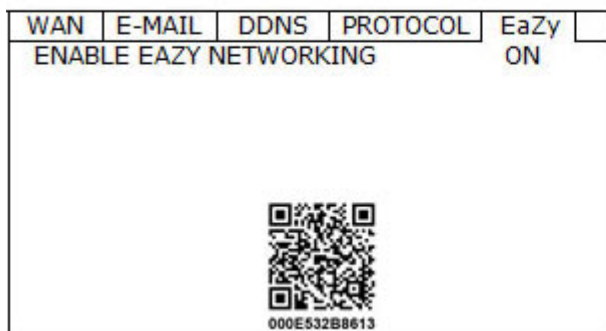 WAN E-MAIL DDNS PROTOCOL EaZy
ENABLE EAZY NETWORKING ON
000E532B8613